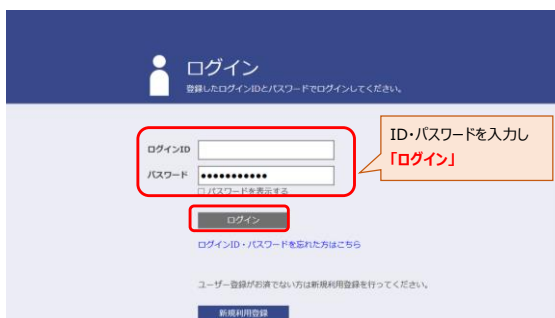 ログイン
登録したログインIDとパスワードでログインしてください。
ID・パスワードを入力し
「ログイン」
ログインID
パスワード ●●●●●●●●●●●
□ パスワードを表示する
ログイン
ログインID・パスワードを忘れた方はこちら
ユーザー登録がお済でない方は新規利用登録を行ってください。
新規利用登録